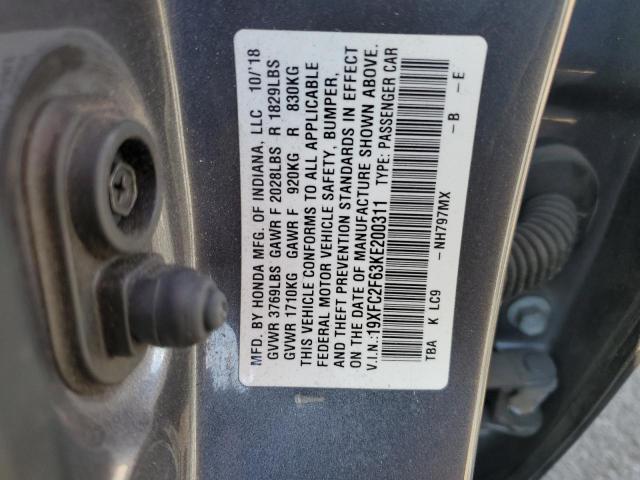 MFD. BY HONDA MFG. OF INDIANA, LLC 10/'18
GVWR 3769LBS GAWR F 2028LBS R 1829LBS
GVWR 1710KG GAWR F 920KG R 830KG
THIS VEHICLE CONFORMS TO ALL APPLICABLE
FEDERAL MOTOR VEHICLE SAFETY, BUMPER,
AND THEFT PREVENTION STANDARDS IN EFFECT
ON THE DATE OF MANUFACTURE SHOWN ABOVE.
V.I.N.:19XFC2F63KE200311 TYPE: PASSENGER CAR
TBA K LC9 –NH797MX –B –E